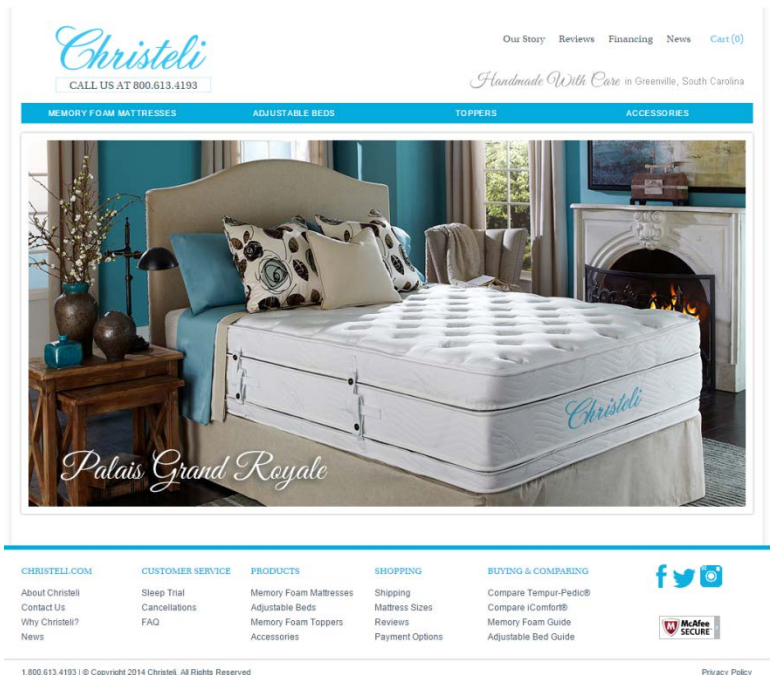 Christeli
CALL US AT 800.613.4193
Our Story Reviews Financing News Cart (0)
Handmade With Care in Greenville, South Carolina
MEMORY FOAM MATTRESSES ADJUSTABLE BEDS TOPPERS ACCESSORIES
Christeli
Palais Grand Royale
CHRISTELI.COM
About Christeli
Contact Us
Why Christeli?
News
CUSTOMER SERVICE
Sleep Trial
Cancellations
FAQ
PRODUCTS
Memory Foam Mattresses
Adjustable Beds
Memory Foam Toppers
Accessories
SHOPPING
Shipping
Mattress Sizes
Reviews
Payment Options
BUYING & COMPARING
Compare Tempur-Pedic®
Compare iComfort®
Memory Foam Guide
Adjustable Bed Guide
McAfee
SECURE
1.800.613.4193 | © Copyright 2014 Christeli. All Rights Reserved
Privacy Policy